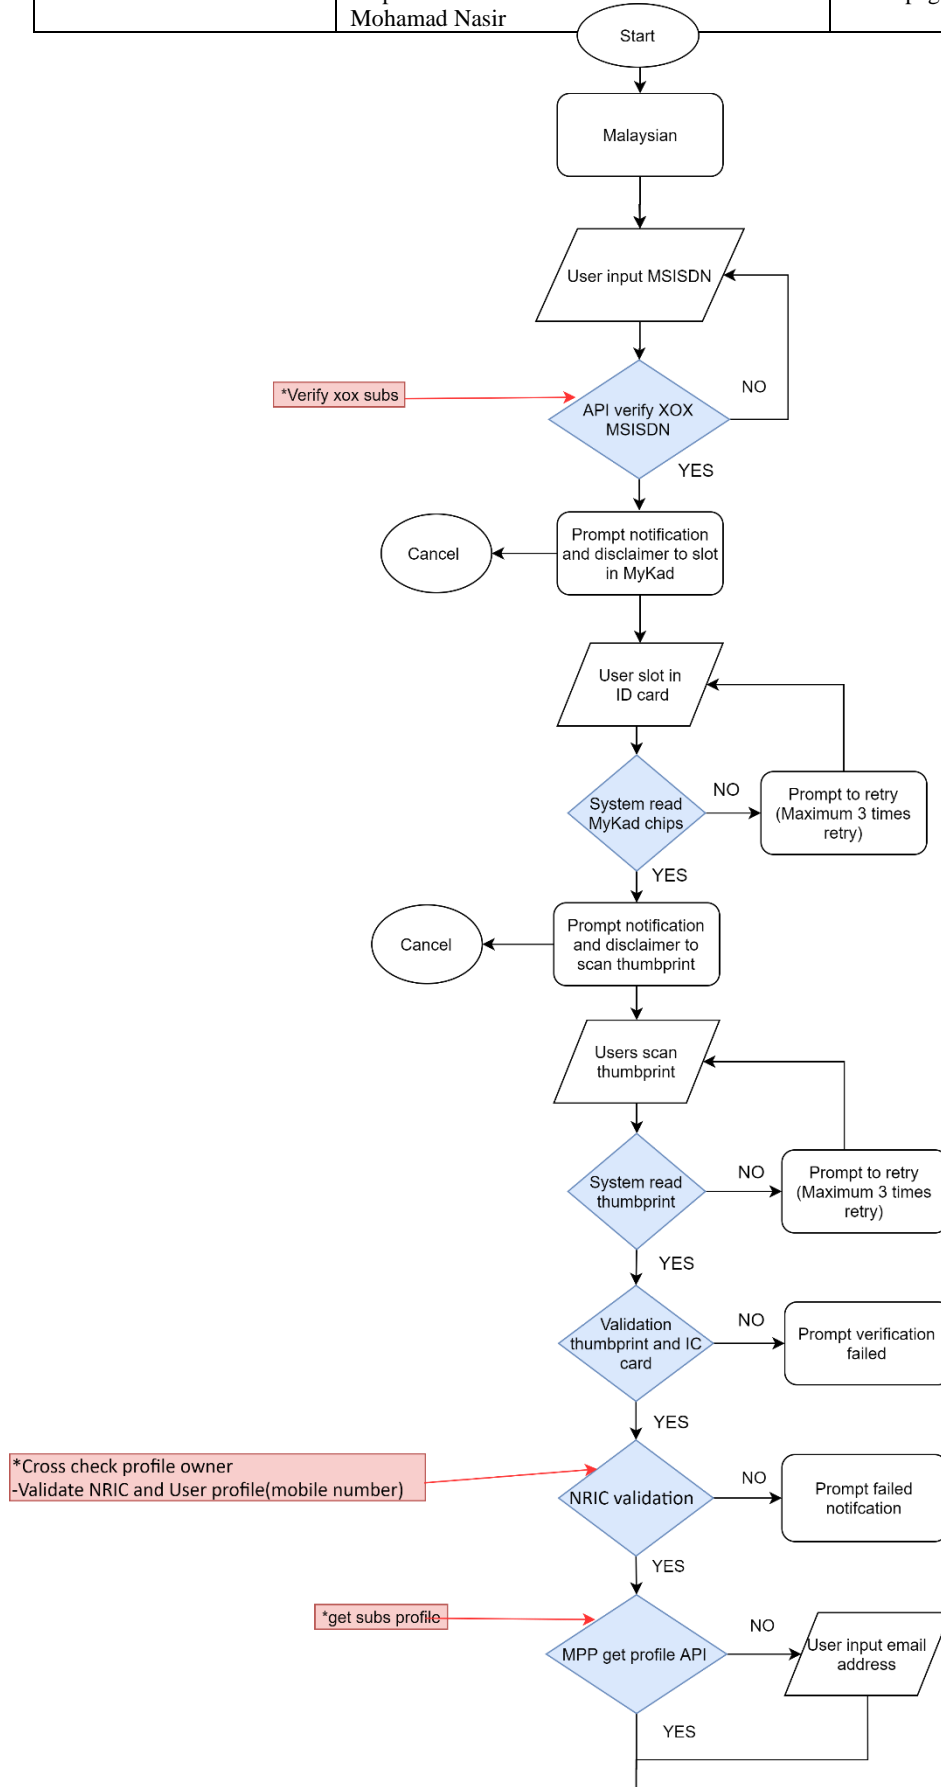 Mohamad Nasir
Start
Malaysian
User input MSISDN
*Verify xox subs
NO
API verify XOX
MSISDN
YES
Cancel
Prompt notification
and disclaimer to slot
in MyKad
User slot in
ID card
System read
MyKad chips
NO
Prompt to retry
(Maximum 3 times
retry)
YES
Cancel
Prompt notification
and disclaimer to
scan thumbprint
Users scan
thumbprint
System read
thumbprint
NO
Prompt to retry
(Maximum 3 times
retry)
YES
Validation
thumbprint and IC
card
NO
Prompt verification
failed
YES
*Cross check profile owner
-Validate NRIC and User profile(mobile number)
NRIC validation
NO
Prompt failed
notifcation
YES
*get subs profile
MPP get profile API
NO
User input email
address
YES